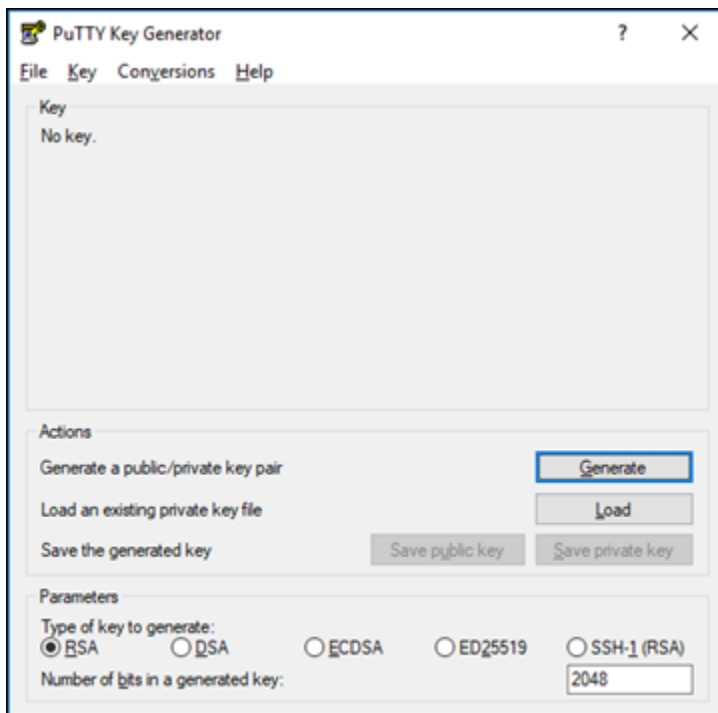 PuTTY Key Generator ?
File Key Conversions Help
Key
No key.
Actions
Generate a public/private key pair Generate
Load an existing private key file Load
Save the generated key Save public key Save private key
Parameters
Type of key to generate:
RSA DSA ECDSA ED25519 SSH-1 (RSA)
Number of bits in a generated key: 2048